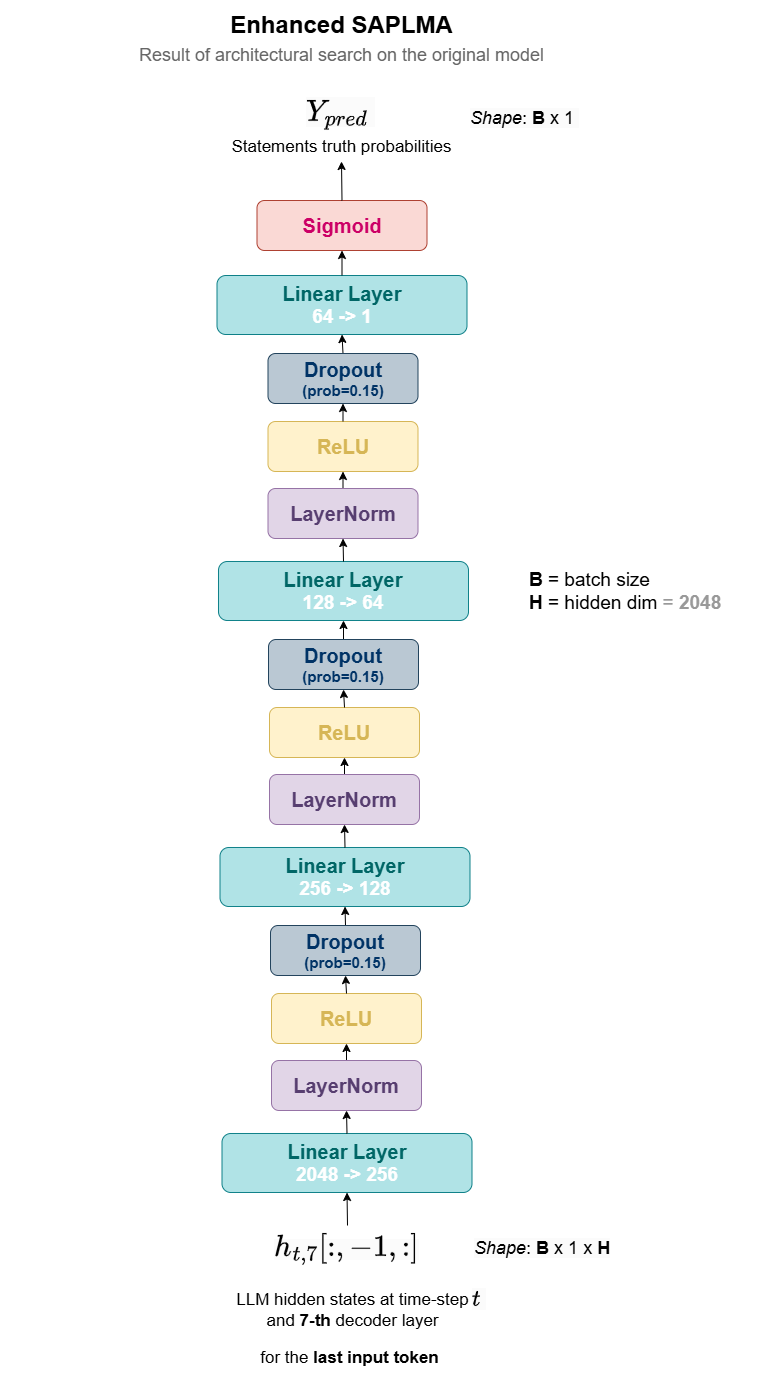 Enhanced SAPLMA
Result of architectural search on the original model
Y_pred
Shape: B x 1
Statements truth probabilities
Sigmoid
Linear Layer
64 -> 1
Dropout
(prob=0.15)
ReLU
LayerNorm
Linear Layer
128 -> 64
B = batch size
H = hidden dim = 2048
Dropout
(prob=0.15)
ReLU
LayerNorm
Linear Layer
256 -> 128
Dropout
(prob=0.15)
ReLU
LayerNorm
Linear Layer
2048 -> 256
h_{t,7}[:, -1, :]
Shape: B x 1 x H
LLM hidden states at time-step t
and 7-th decoder layer
for the last input token